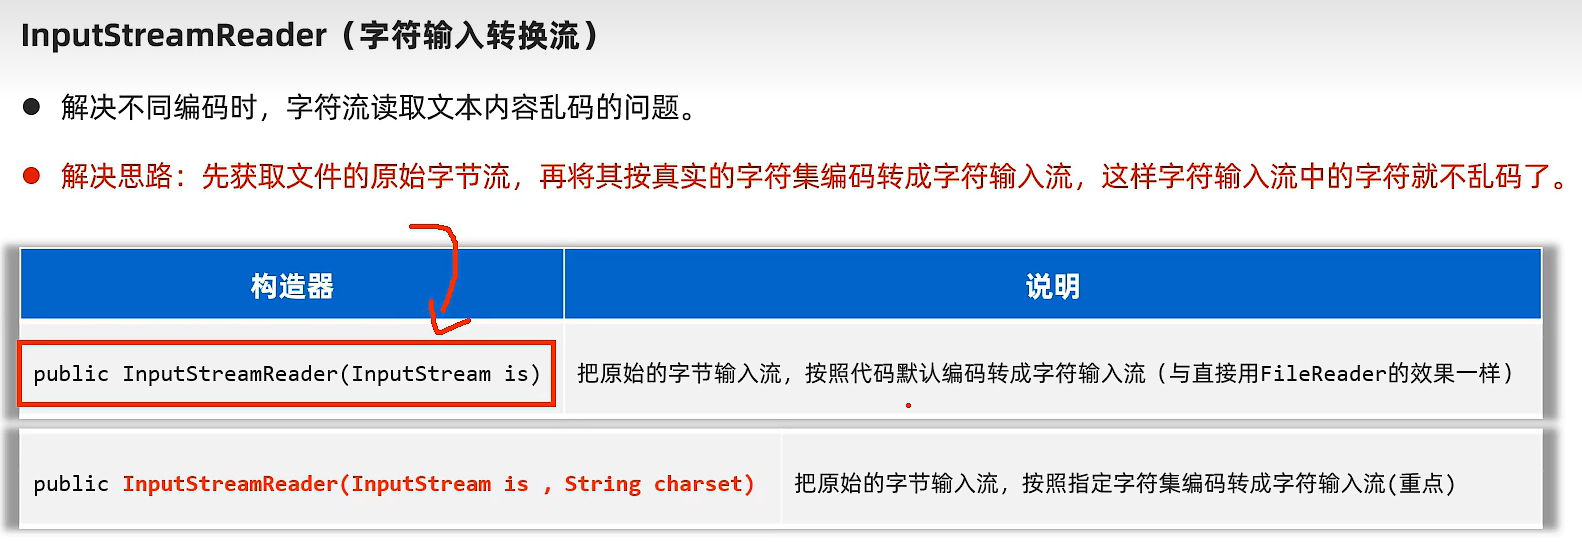 InputStreamReader（字符输入转换流）
● 解决不同编码时，字符流读取文本内容乱码的问题。
● 解决思路：先获取文件的原始字节流，再将其按真实的字符集编码转成字符输入流，这样字符输入流中的字符就不乱码了。
构造器 说明
public InputStreamReader(InputStream is) 把原始的字节输入流，按照代码默认编码转成字符输入流（与直接用FileReader的效果一样）
public InputStreamReader(InputStream is , String charset) 把原始的字节输入流，按照指定字符集编码转成字符输入流(重点)